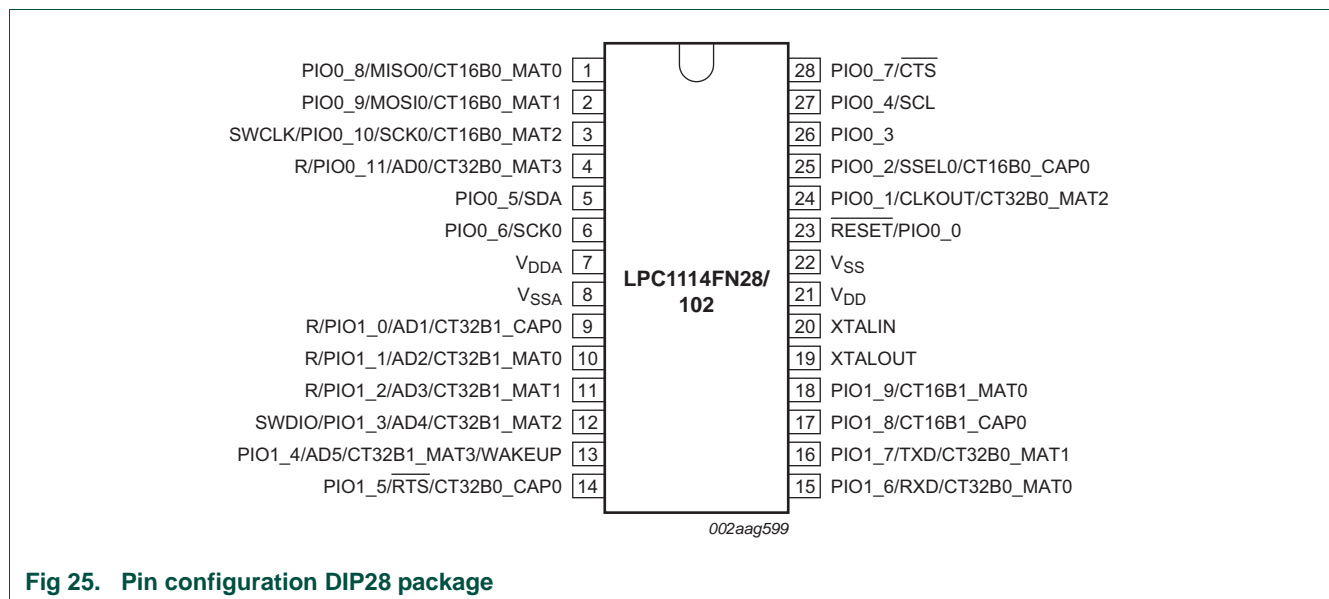 PIO0_8/MISO0/CT16B0_MAT0 1
PIO0_9/MOSI0/CT16B0_MAT1 2
SWCLK/PIO0_10/SCK0/CT16B0_MAT2 3
R/PIO0_11/AD0/CT32B0_MAT3 4
PIO0_5/SDA 5
PIO0_6/SCK0 6
VDDA 7
VSSA 8
R/PIO1_0/AD1/CT32B1_CAP0 9
R/PIO1_1/AD2/CT32B1_MAT0 10
R/PIO1_2/AD3/CT32B1_MAT1 11
SWDIO/PIO1_3/AD4/CT32B1_MAT2 12
PIO1_4/AD5/CT32B1_MAT3/WAKEUP 13
PIO1_5/RTS/CT32B0_CAP0 14
LPC1114FN28/
102
28 PIO0_7/CTS
27 PIO0_4/SCL
26 PIO0_3
25 PIO0_2/SSEL0/CT16B0_CAP0
24 PIO0_1/CLKOUT/CT32B0_MAT2
23 RESET/PIO0_0
22 VSS
21 VDD
20 XTALIN
19 XTALOUT
18 PIO1_9/CT16B1_MAT0
17 PIO1_8/CT16B1_CAP0
16 PIO1_7/TXD/CT32B0_MAT1
15 PIO1_6/RXD/CT32B0_MAT0
002aag599
Fig 25. Pin configuration DIP28 package